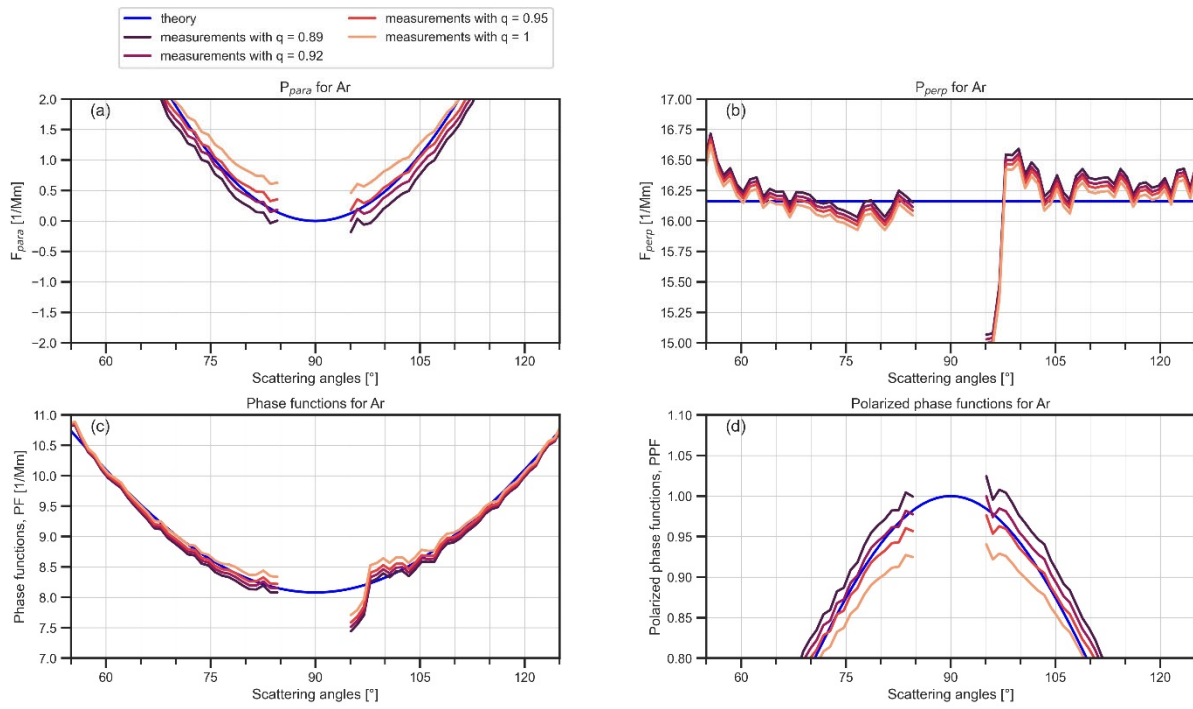 theory
measurements with q = 0.89
measurements with q = 0.92
measurements with q = 0.95
measurements with q = 1
P_para for Ar
(a)
F_para [1/Mm]
2.0
1.5
1.0
0.5
0.0
−0.5
−1.0
−1.5
−2.0
60 75 90 105 120
Scattering angles [°]
P_perp for Ar
(b)
F_perp [1/Mm]
17.00
16.75
16.50
16.25
16.00
15.75
15.50
15.25
15.00
60 75 90 105 120
Scattering angles [°]
Phase functions for Ar
(c)
Phase functions, PF [1/Mm]
11.0
10.5
10.0
9.5
9.0
8.5
8.0
7.5
7.0
60 75 90 105 120
Scattering angles [°]
Polarized phase functions for Ar
(d)
Polarized phase functions, PPF
1.10
1.05
1.00
0.95
0.90
0.85
0.80
60 75 90 105 120
Scattering angles [°]